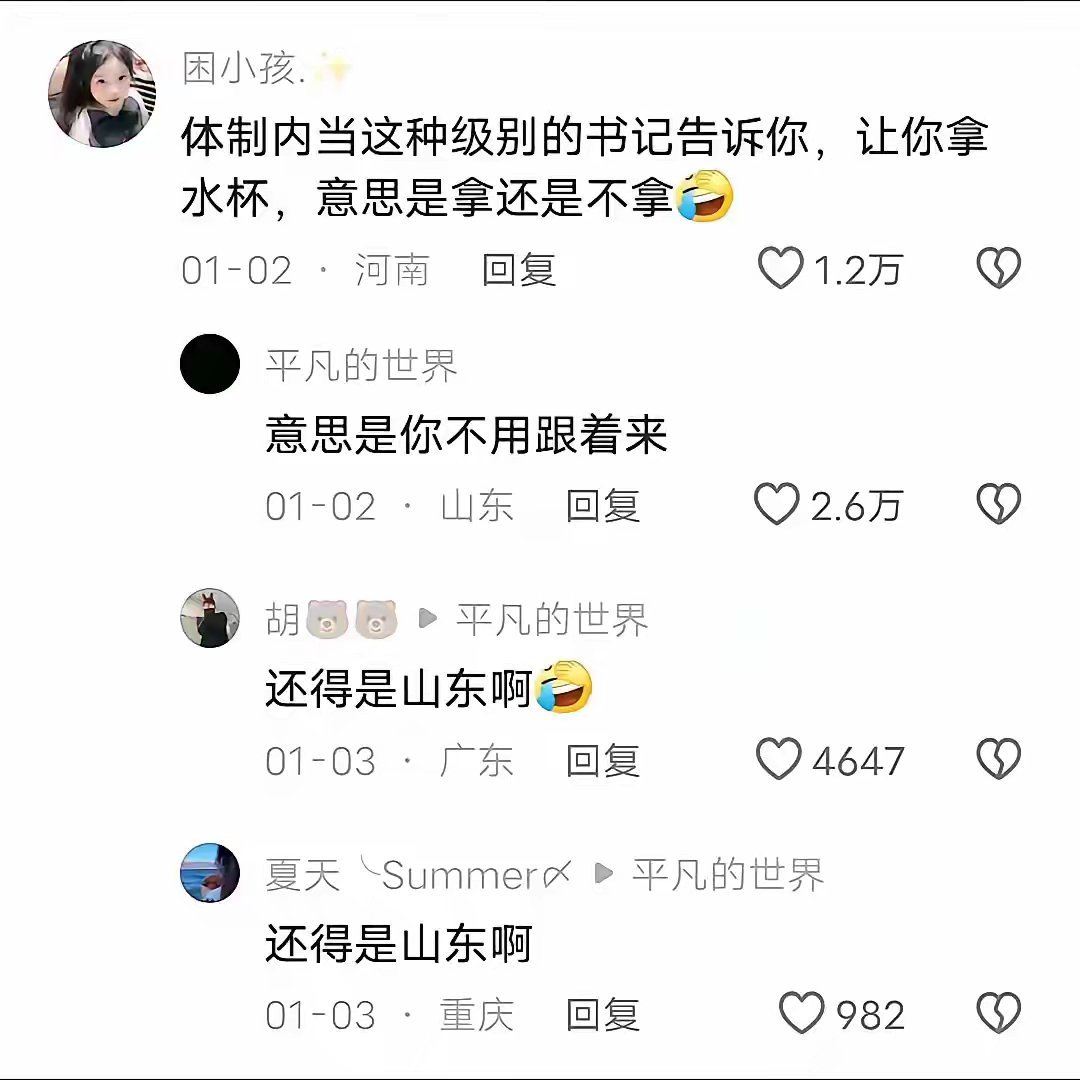 困小孩.✨
体制内当这种级别的书记告诉你，让你拿
水杯，意思是拿还是不拿🤣
01-02 · 河南 回复 1.2万
平凡的世界
意思是你不用跟着来
01-02 · 山东 回复 2.6万
胡🐻🐻 ▶ 平凡的世界
还得是山东啊🤣
01-03 · 广东 回复 4647
夏天╰Summer〆 ▶ 平凡的世界
还得是山东啊
01-03 · 重庆 回复 982